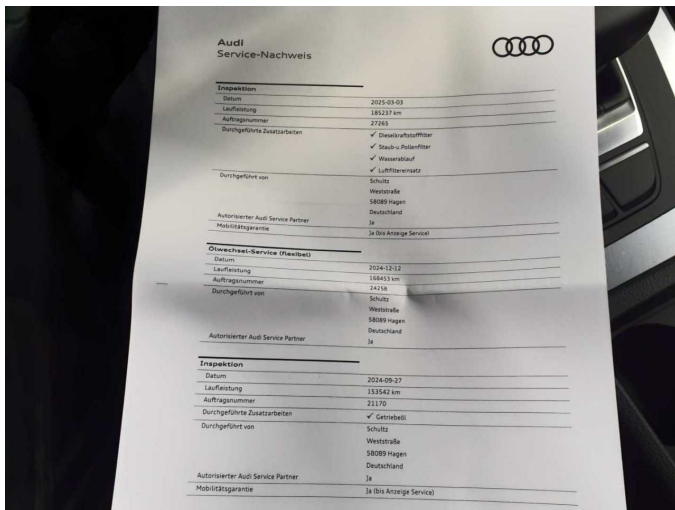 Audi
Service-Nachweis
Inspektion
Datum 2025-03-03
Laufleistung 185237 km
Auftragsnummer 27265
Durchgeführte Zusatzarbeiten ✓ Dieselkraftstofffilter
✓ Staub-u.Pollenfilter
✓ Wasserablauf
✓ Luftfiltereinsatz
Durchgeführt von Schultz
Weststraße
58089 Hagen
Deutschland
Autorisierter Audi Service Partner Ja
Mobilitätsgarantie Ja (bis Anzeige Service)
Ölwechsel-Service (flexibel)
Datum 2024-12-12
Laufleistung 168453 km
Auftragsnummer 24258
Durchgeführt von Schultz
Weststraße
58089 Hagen
Deutschland
Autorisierter Audi Service Partner Ja
Inspektion
Datum 2024-09-27
Laufleistung 153542 km
Auftragsnummer 21170
Durchgeführte Zusatzarbeiten ✓ Getriebeöl
Durchgeführt von Schultz
Weststraße
58089 Hagen
Deutschland
Autorisierter Audi Service Partner Ja
Mobilitätsgarantie Ja (bis Anzeige Service)